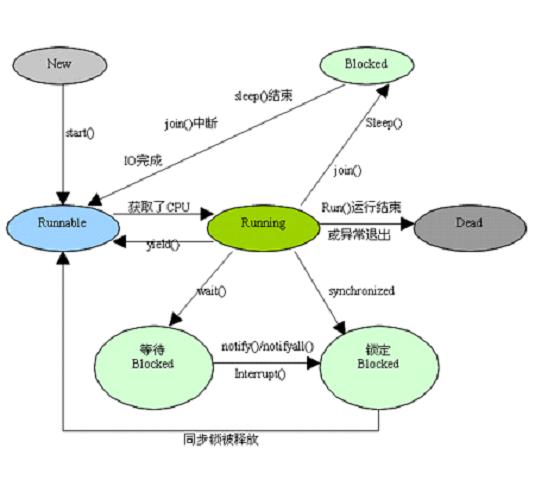 New
Blocked
sleep()结束
start()
join()中断
Sleep()
IO完成
join()
Runnable
获取了CPU
Running
Run()运行结束
或异常退出
Dead
yield()
wait()
synchronized
等待
Blocked
notify()/notifyall()
Interrupt()
锁定
Blocked
同步锁被释放